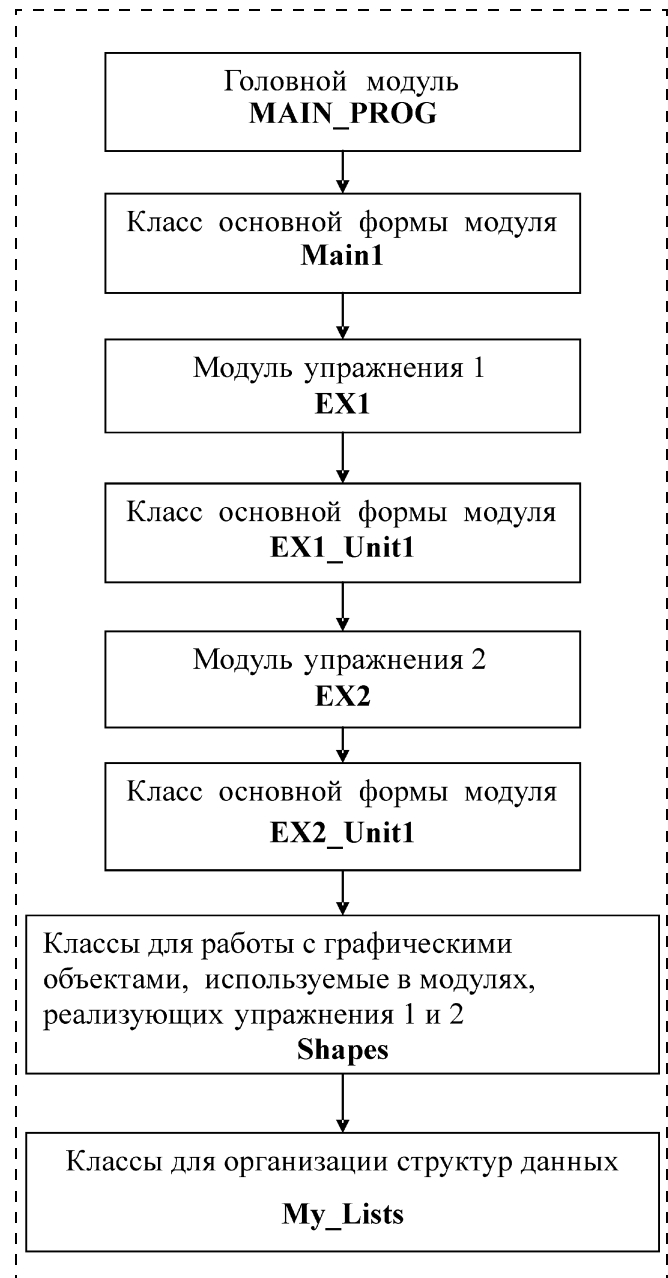 Головной модуль
MAIN_PROG
Класс основной формы модуля
Main1
Модуль упражнения 1
EX1
Класс основной формы модуля
EX1_Unit1
Модуль упражнения 2
EX2
Класс основной формы модуля
EX2_Unit1
Классы для работы с графическими
объектами, используемые в модулях,
реализующих упражнения 1 и 2
Shapes
Классы для организации структур данных
My_Lists